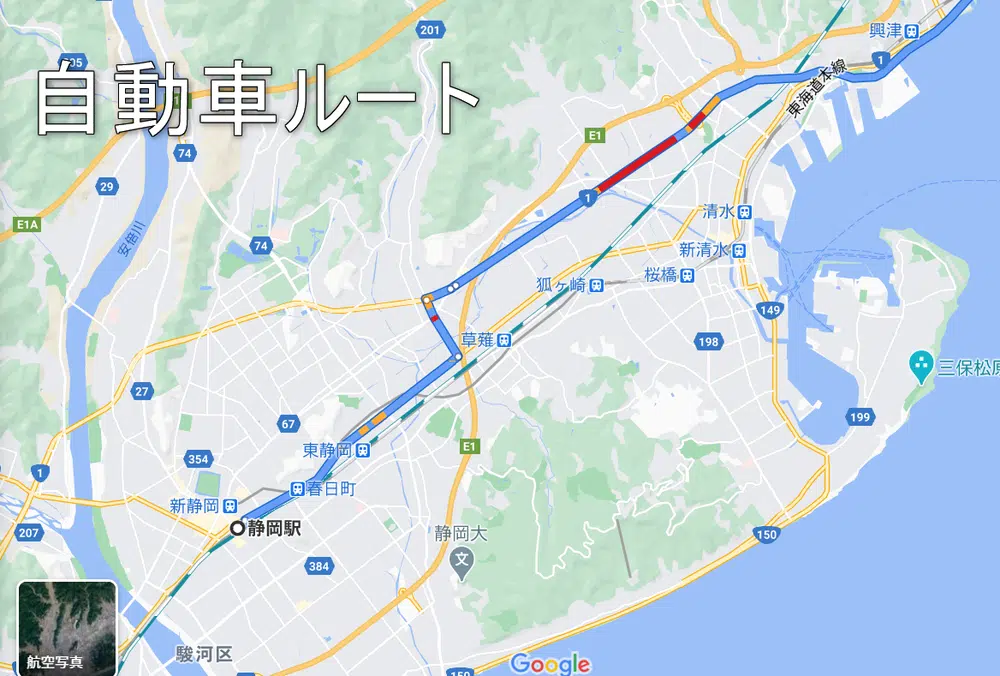 201
興津
1
自動車ルート
東海道本線
74
E1
29
E1A
安倍川
1
清水
74
新清水
狐ヶ崎
桜橋
149
草薙
198
三保松原
27
199
67
東静岡
E1
354
1
春日町
新静岡
静岡駅
207
静岡大
150
文
384
航空写真
駿河区
Google
150